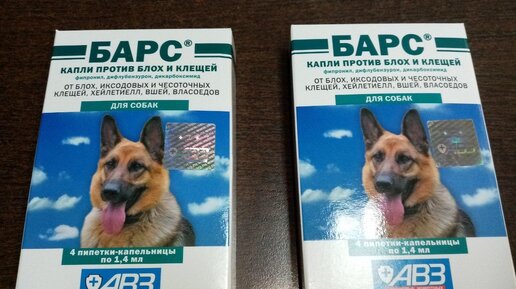 БАРС®
КАПЛИ ПРОТИВ БЛОХ И КЛЕЩЕЙ
фипронил, дифлубензурон, дикарбоксимид
ОТ БЛОХ, ИКСОДОВЫХ И ЧЕСОТОЧНЫХ
КЛЕЩЕЙ, ХЕЙЛЕТИЕЛЛ, ВШЕЙ, ВЛАСОЕДОВ
ДЛЯ СОБАК
4 пипетки-капельницы
по 1,4 мл
АВЗ
БАРС®
КАПЛИ ПРОТИВ БЛОХ И КЛЕЩЕЙ
фипронил, дифлубензурон, дикарбоксимид
ОТ БЛОХ, ИКСОДОВЫХ И ЧЕСОТОЧНЫХ
КЛЕЩЕЙ, ХЕЙЛЕТИЕЛЛ, ВШЕЙ, ВЛАСОЕДОВ
ДЛЯ СОБАК
4 пипетки-капельницы
по 1,4 мл
АВЗ